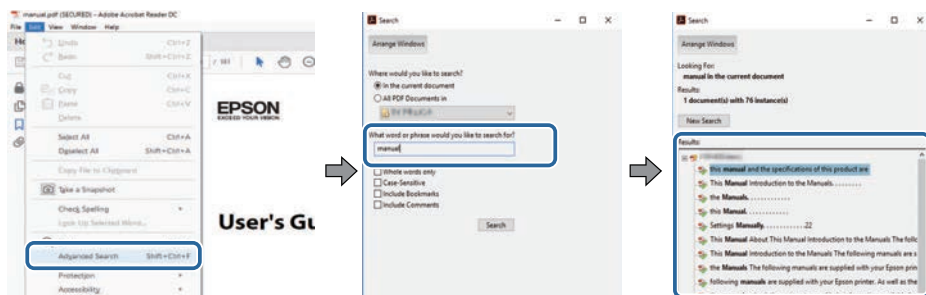 manual.pdf (SECURED) - Adobe Acrobat Reader DC
File Edit View Window Help
Undo Ctrl+Z
Redo Shift+Ctrl+Z
Cut Ctrl+X
Copy Ctrl+C
Paste Ctrl+V
Delete
Select All Ctrl+A
Deselect All Shift+Ctrl+A
Copy File to Clipboard
Take a Snapshot
Check Spelling
Look Up Selected Word...
Advanced Search Shift+Ctrl+F
Protection
Accessibility
/ 161
EPSON
EXCEED YOUR VISION
User's Gu
Search
Arrange Windows
Where would you like to search?
In the current document
All PDF Documents in
What word or phrase would you like to search for?
manual
Whole words only
Case-Sensitive
Include Bookmarks
Include Comments
Search
Search
Arrange Windows
Looking For:
manual in the current document
Results:
1 document(s) with 76 instance(s)
New Search
Results:
this manual and the specifications of this product are
This Manual Introduction to the Manuals.........
the Manuals.............
this Manual.............
Settings Manually.............22
This Manual About This Manual Introduction to the Manuals The follo
This Manual Introduction to the Manuals The following manuals are s
the Manuals The following manuals are supplied with your Epson prin
following manuals are supplied with your Epson printer. As well as the